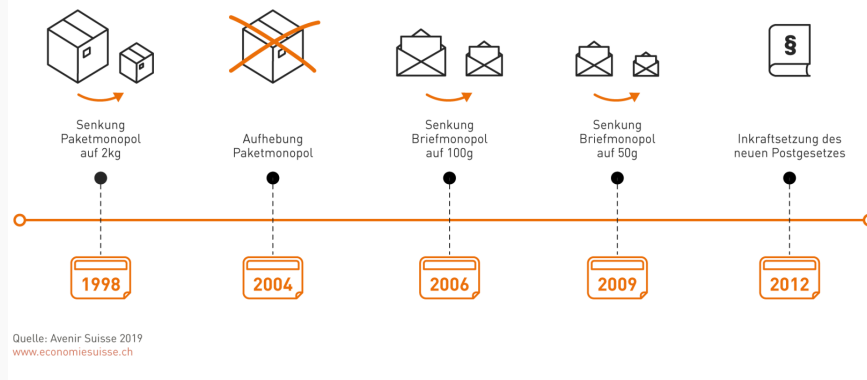 §
Senkung
Paketmonopol
auf 2kg
Aufhebung
Paketmonopol
Senkung
Briefmonopol
auf 100g
Senkung
Briefmonopol
auf 50g
Inkraftsetzung des
neuen Postgesetzes
1998
2004
2006
2009
2012
Quelle: Avenir Suisse 2019
www.economiesuisse.ch